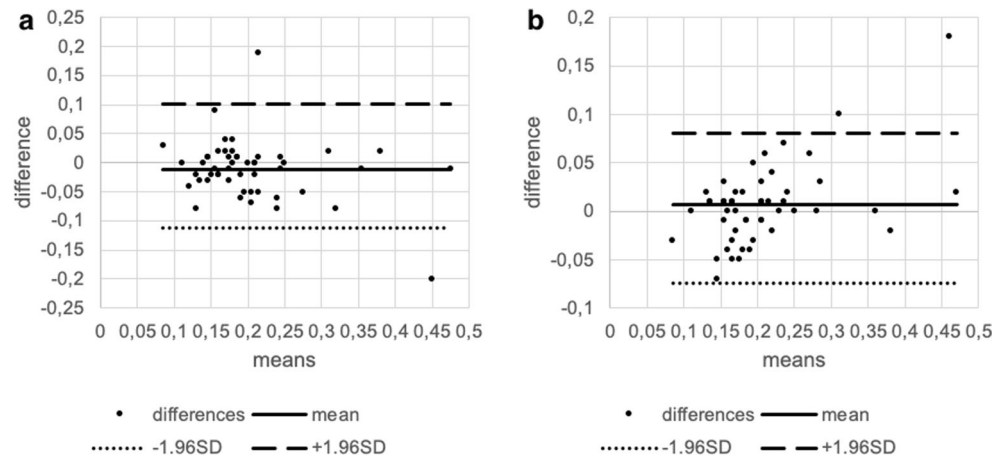 a
0,25
0,2
0,15
0,1
0,05
0
-0,05
-0,1
-0,15
-0,2
-0,25
difference
0 0,05 0,1 0,15 0,2 0,25 0,3 0,35 0,4 0,45 0,5
means
differences mean
-1.96SD +1.96SD
b
0,2
0,15
0,1
0,05
0
-0,05
-0,1
difference
0 0,05 0,1 0,15 0,2 0,25 0,3 0,35 0,4 0,45 0,5
means
differences mean
-1.96SD +1.96SD